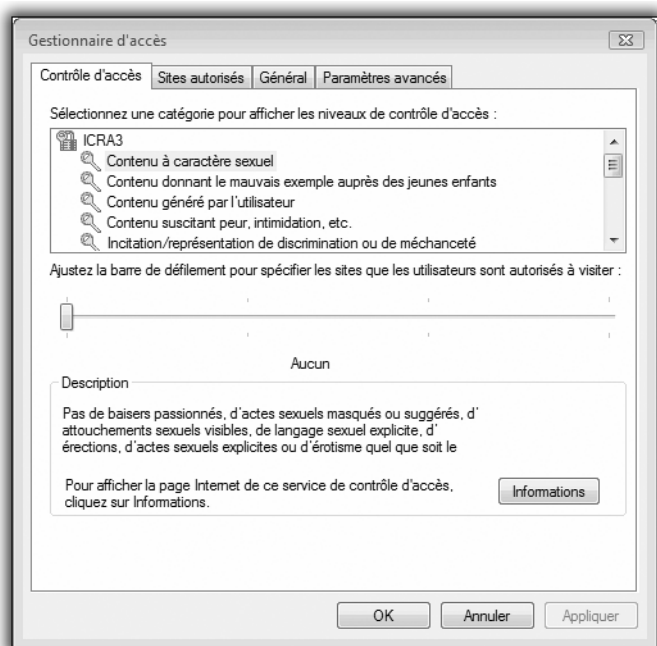 Gestionnaire d'accès
Contrôle d'accès
Sites autorisés
Général
Paramètres avancés
Sélectionnez une catégorie pour afficher les niveaux de contrôle d'accès :
ICRA3
Contenu à caractère sexuel
Contenu donnant le mauvais exemple auprès des jeunes enfants
Contenu généré par l'utilisateur
Contenu suscitant peur, intimidation, etc.
Incitation/représentation de discrimination ou de méchanceté
Ajustez la barre de défilement pour spécifier les sites que les utilisateurs sont autorisés à visiter :
Aucun
Description
Pas de baisers passionnés, d'actes sexuels masqués ou suggérés, d'
attouchements sexuels visibles, de langage sexuel explicite, d'
érections, d'actes sexuels explicites ou d'érotisme quel que soit le
Pour afficher la page Internet de ce service de contrôle d'accès,
cliquez sur Informations.
Informations
OK
Annuler
Appliquer